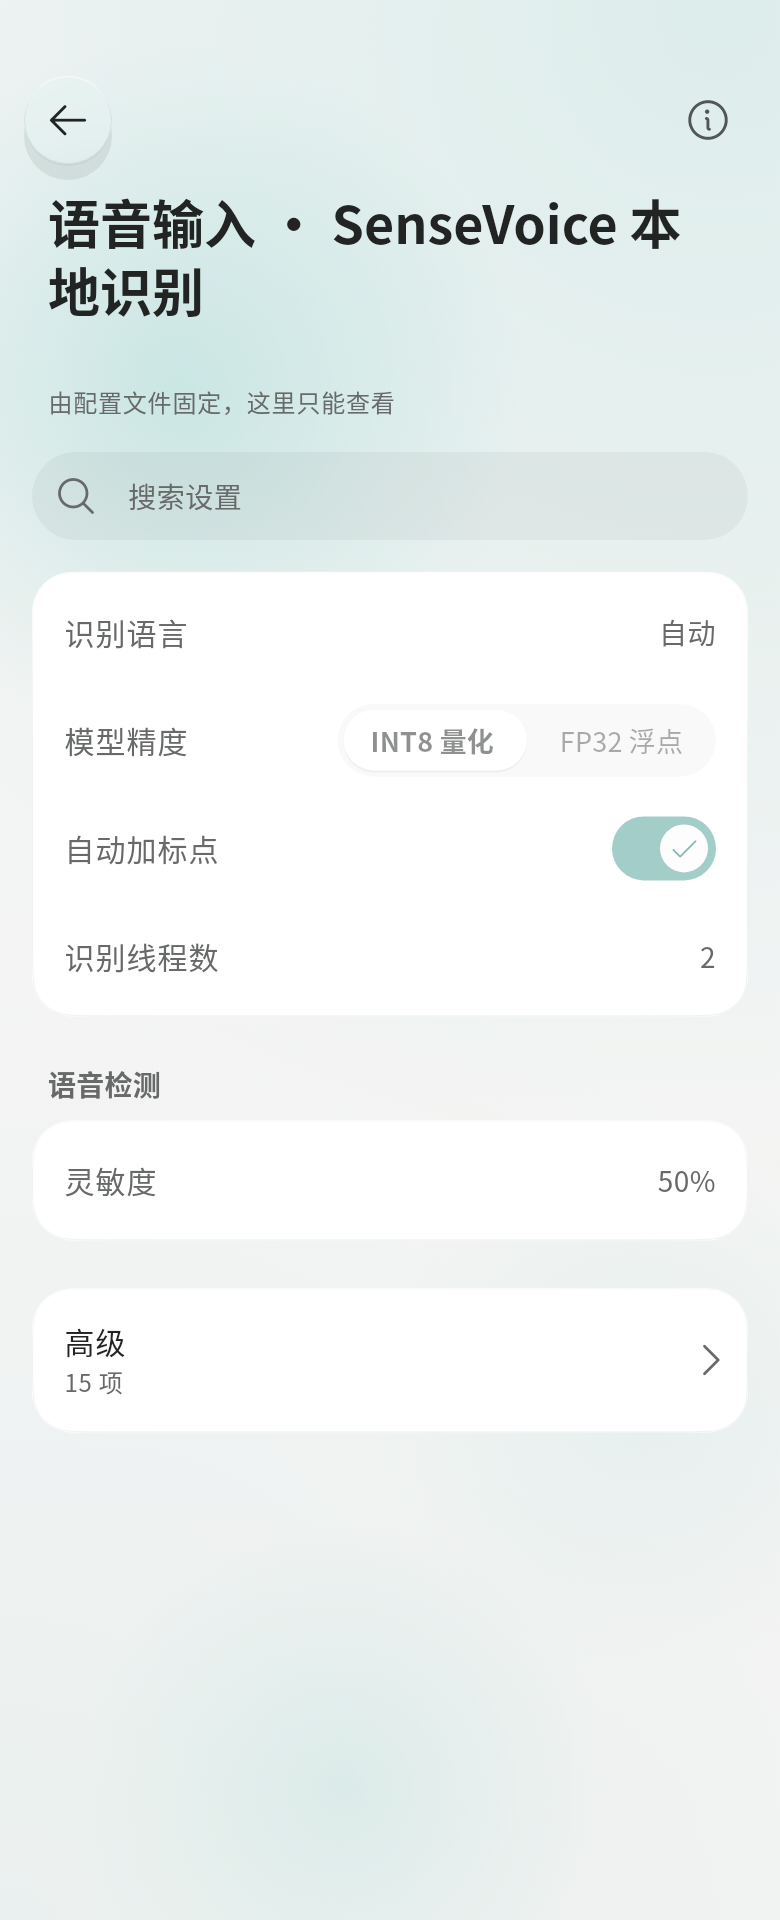 语音输入 · SenseVoice 本
地识别
由配置文件固定，这里只能查看
搜索设置
识别语言 自动
模型精度 INT8 量化 FP32 浮点
自动加标点
识别线程数 2
语音检测
灵敏度 50%
高级
15 项